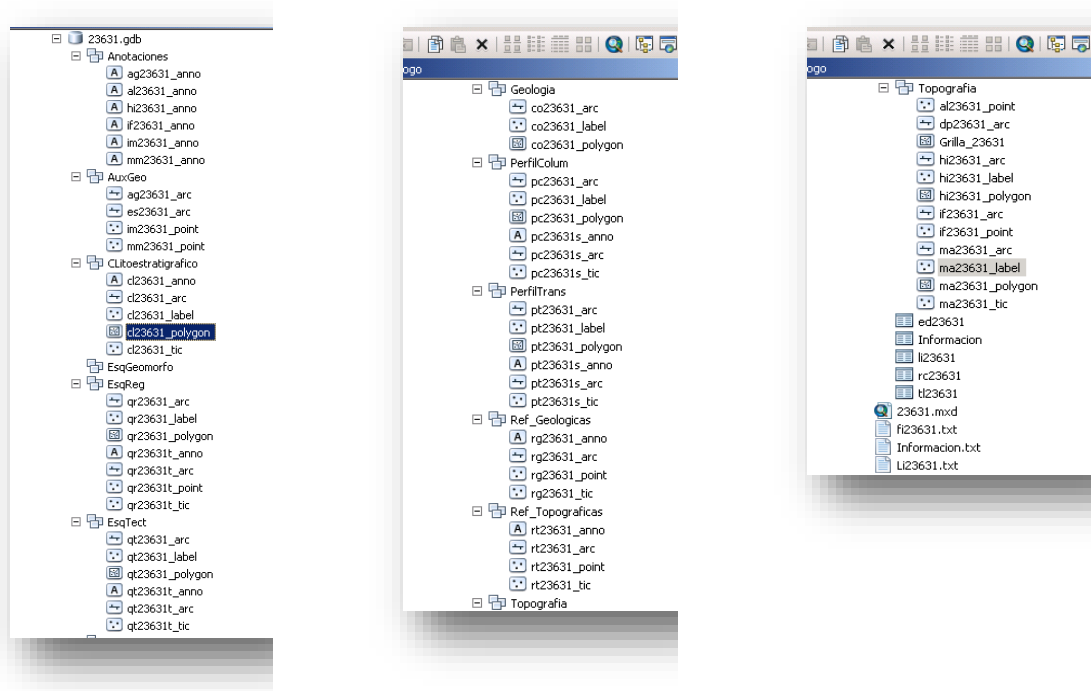 23631.gdb
Anotaciones
ag23631_anno
al23631_anno
hi23631_anno
if23631_anno
im23631_anno
mm23631_anno
AuxGeo
ag23631_arc
es23631_arc
im23631_point
mm23631_point
CLitoestratigrafico
cl23631_anno
cl23631_arc
cl23631_label
cl23631_polygon
cl23631_tic
EsqGeomorfo
EsqReg
qr23631_arc
qr23631_label
qr23631_polygon
qr23631t_anno
qr23631t_arc
qr23631t_point
qr23631t_tic
EsqTect
qt23631_arc
qt23631_label
qt23631_polygon
qt23631t_anno
qt23631t_arc
qt23631t_tic
ogo
Geologia
co23631_arc
co23631_label
co23631_polygon
PerfilColum
pc23631_arc
pc23631_label
pc23631_polygon
pc23631s_anno
pc23631s_arc
pc23631s_tic
PerfilTrans
pt23631_arc
pt23631_label
pt23631_polygon
pt23631s_anno
pt23631s_arc
pt23631s_tic
Ref_Geologicas
rg23631_anno
rg23631_arc
rg23631_point
rg23631_tic
Ref_Topograficas
rt23631_anno
rt23631_arc
rt23631_point
rt23631_tic
Topografia
ogo
Topografia
al23631_point
dp23631_arc
Grilla_23631
hi23631_arc
hi23631_label
hi23631_polygon
if23631_arc
if23631_point
ma23631_arc
ma23631_label
ma23631_polygon
ma23631_tic
ed23631
Informacion
li23631
rc23631
tl23631
23631.mxd
fi23631.txt
Informacion.txt
Li23631.txt